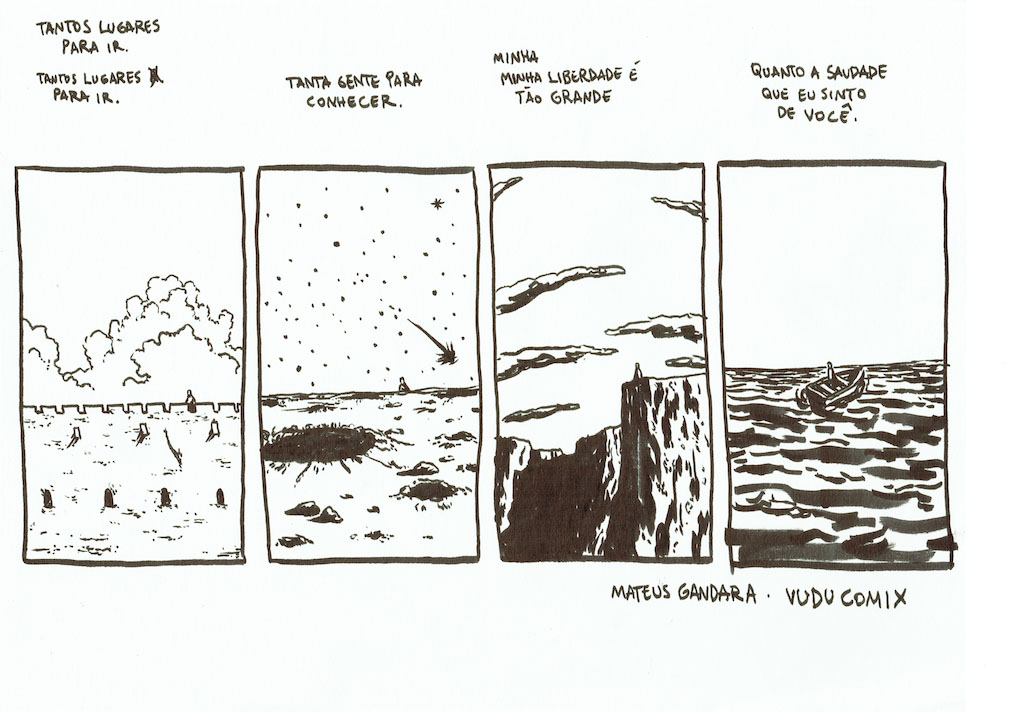 TANTOS LUGARES
PARA IR.
TANTOS LUGARES
PARA IR.
TANTA GENTE PARA
CONHECER.
MINHA
MINHA LIBERDADE É
TÃO GRANDE
QUANTO A SAUDADE
QUE EU SINTO
DE VOCÊ.
MATEUS GANDARA . VUDU COMIX